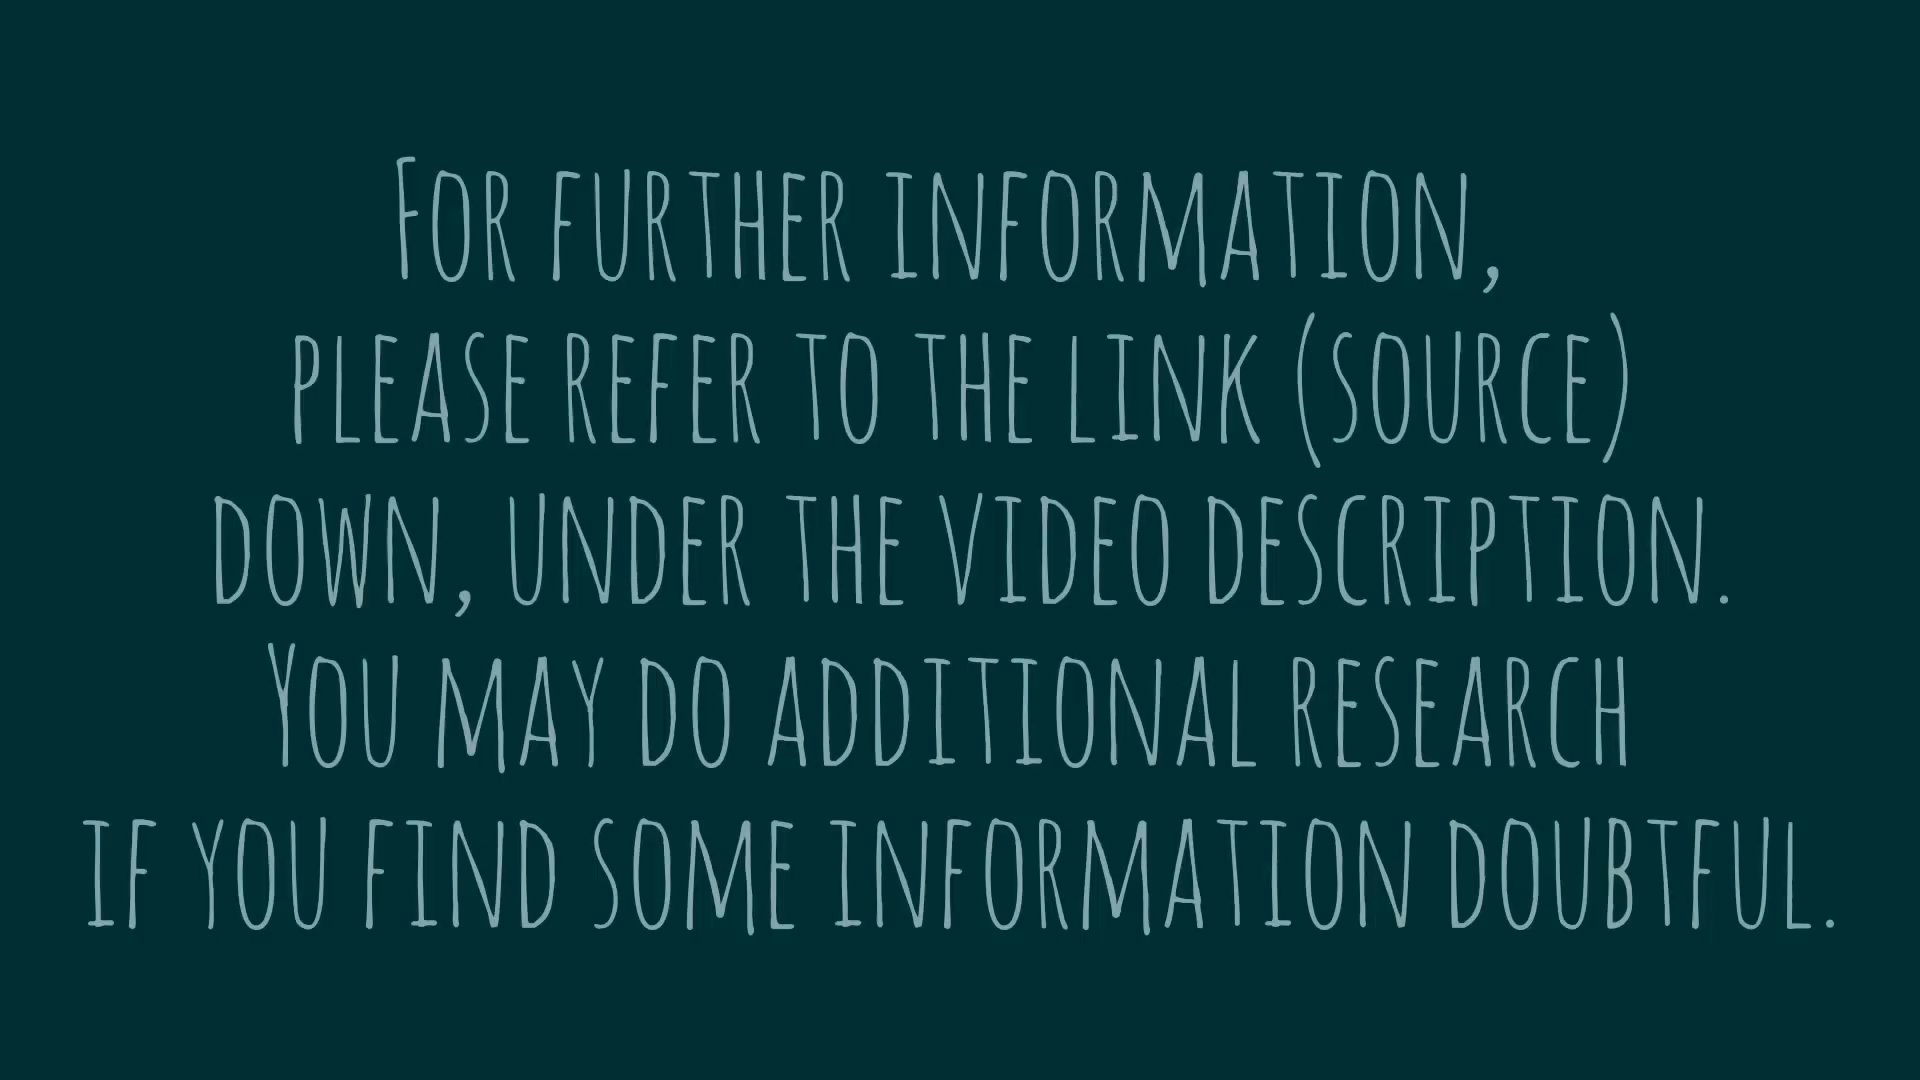 For further information,
please refer to the link (source)
down, under the video description.
You may do additional research
if you find some information doubtful.